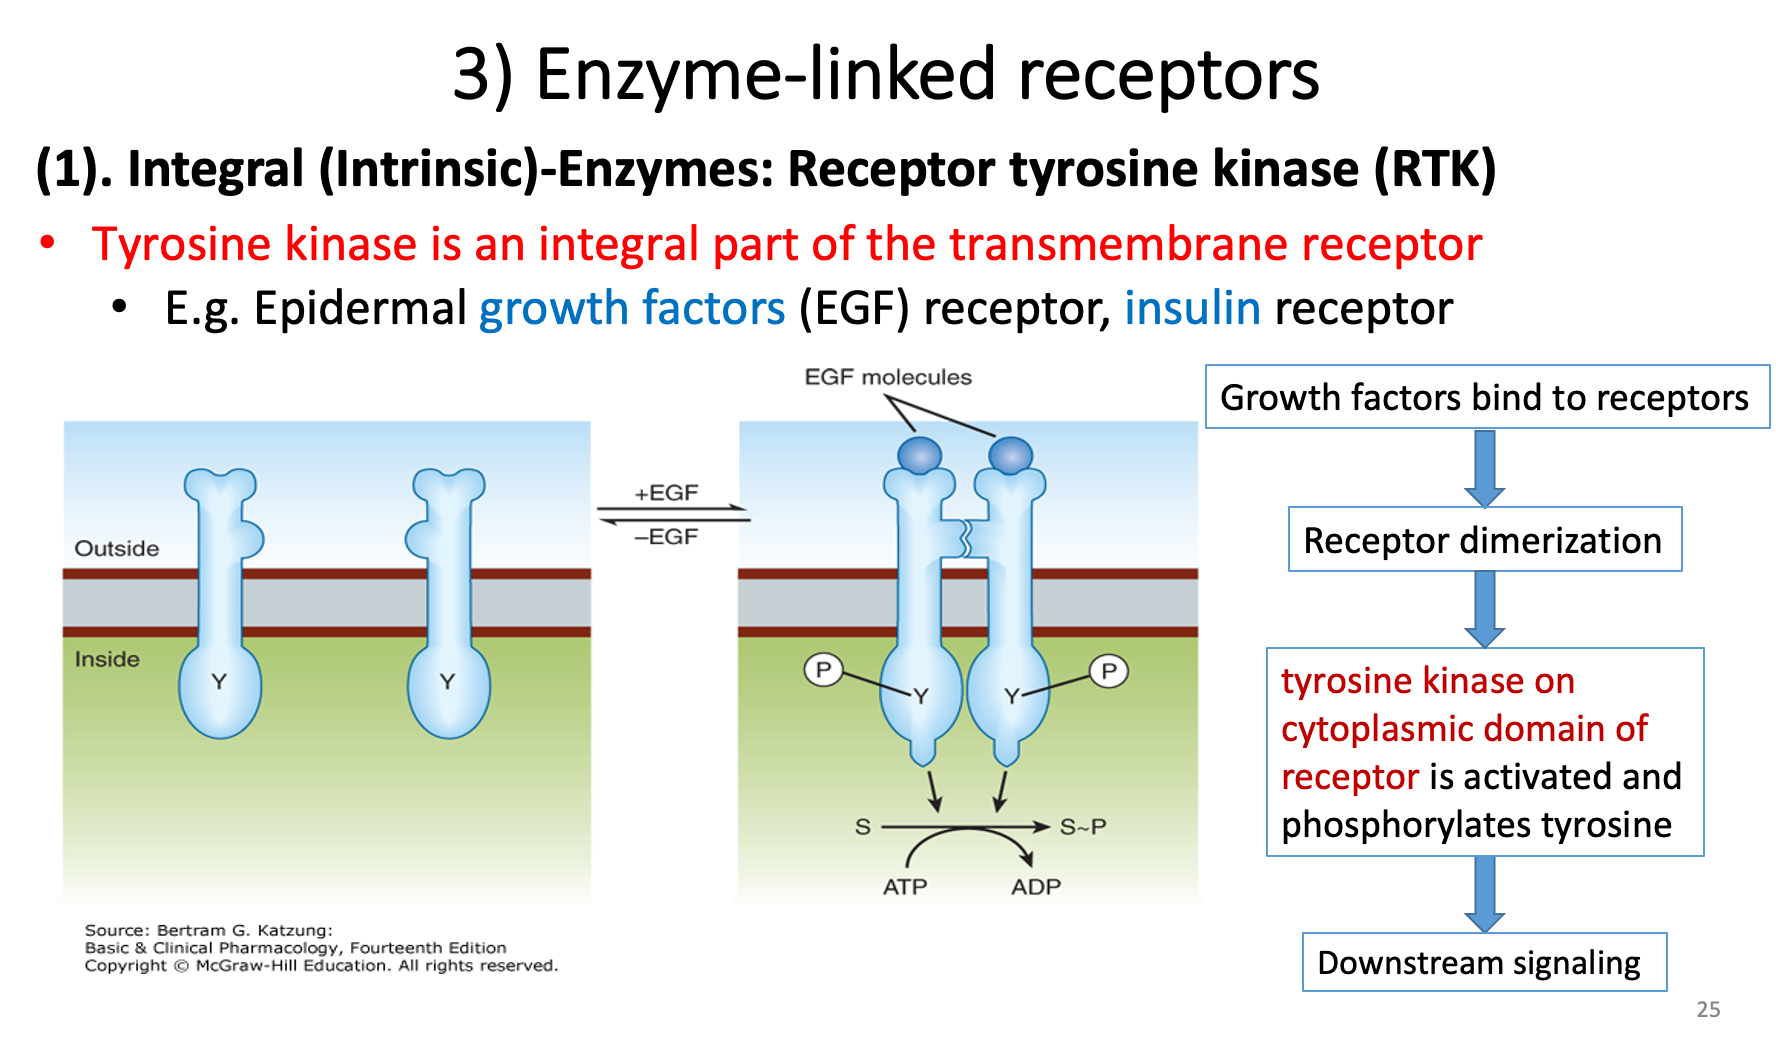 3) Enzyme-linked receptors
(1). Integral (Intrinsic)-Enzymes: Receptor tyrosine kinase (RTK)
• Tyrosine kinase is an integral part of the transmembrane receptor
• E.g. Epidermal growth factors (EGF) receptor, insulin receptor
Outside
Inside
Y
Y
+EGF
–EGF
EGF molecules
P
Y
Y
P
S
S~P
ATP
ADP
Source: Bertram G. Katzung:
Basic & Clinical Pharmacology, Fourteenth Edition
Copyright © McGraw-Hill Education. All rights reserved.
Growth factors bind to receptors
Receptor dimerization
tyrosine kinase on
cytoplasmic domain of
receptor is activated and
phosphorylates tyrosine
Downstream signaling
25